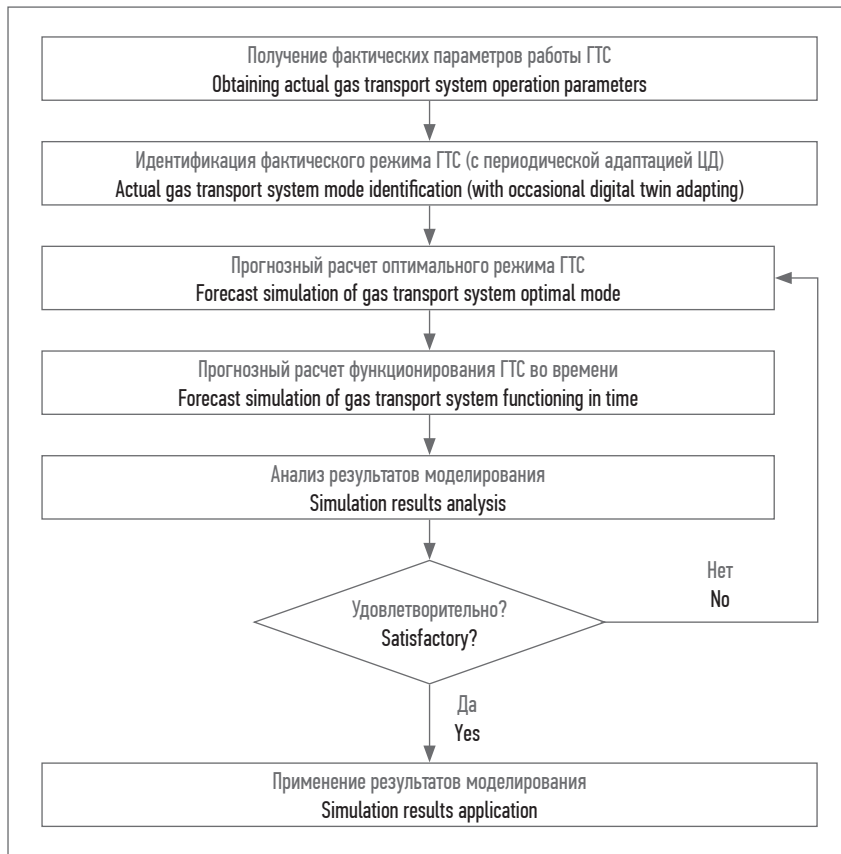 Получение фактических параметров работы ГТС
Obtaining actual gas transport system operation parameters
Идентификация фактического режима ГТС (с периодической адаптацией ЦД)
Actual gas transport system mode identification (with occasional digital twin adapting)
Прогнозный расчет оптимального режима ГТС
Forecast simulation of gas transport system optimal mode
Прогнозный расчет функционирования ГТС во времени
Forecast simulation of gas transport system functioning in time
Анализ результатов моделирования
Simulation results analysis
Удовлетворительно?
Satisfactory?
Нет
No
Да
Yes
Применение результатов моделирования
Simulation results application